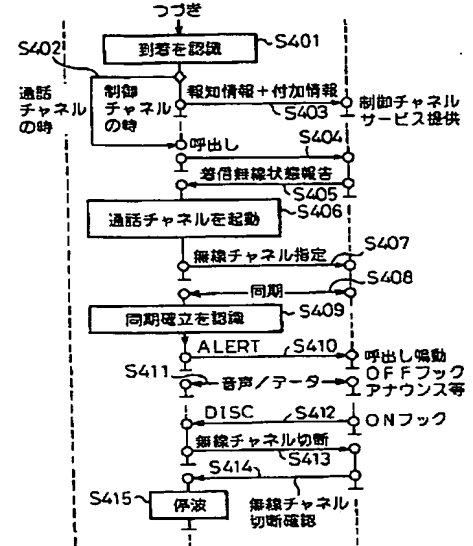 つづき
S402
到着を認識
S401
通話
チャネル
の時
制御
チャネル
の時
報知情報+付加情報
S403
制御チャネル
サービス提供
呼出し
S404
着信無線状態報告
S405
通話チャネルを起動
S406
無線チャネル指定
S407
同期
S408
同期確立を認識
S409
ALERT
S410
呼出し鳴動
S411
音声/データ
OFFフック
アナウンス等
DISC
S412
ONフック
無線チャネル切断
S413
S414
S415
停波
無線チャネル
切断確認